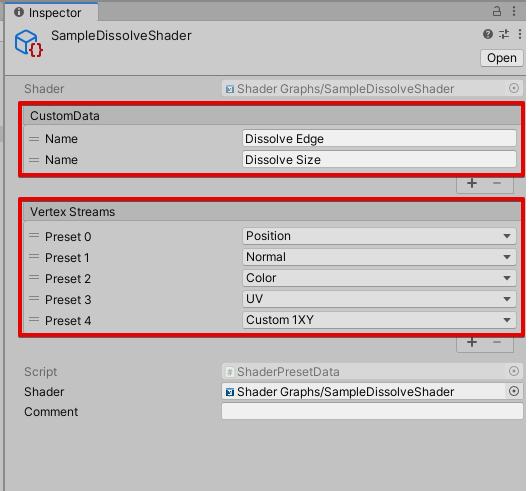 Inspector
SampleDissolveShader
Open
Shader Shader Graphs/SampleDissolveShader
CustomData
Name Dissolve Edge
Name Dissolve Size
Vertex Streams
Preset 0 Position
Preset 1 Normal
Preset 2 Color
Preset 3 UV
Preset 4 Custom 1XY
Script ShaderPresetData
Shader Shader Graphs/SampleDissolveShader
Comment